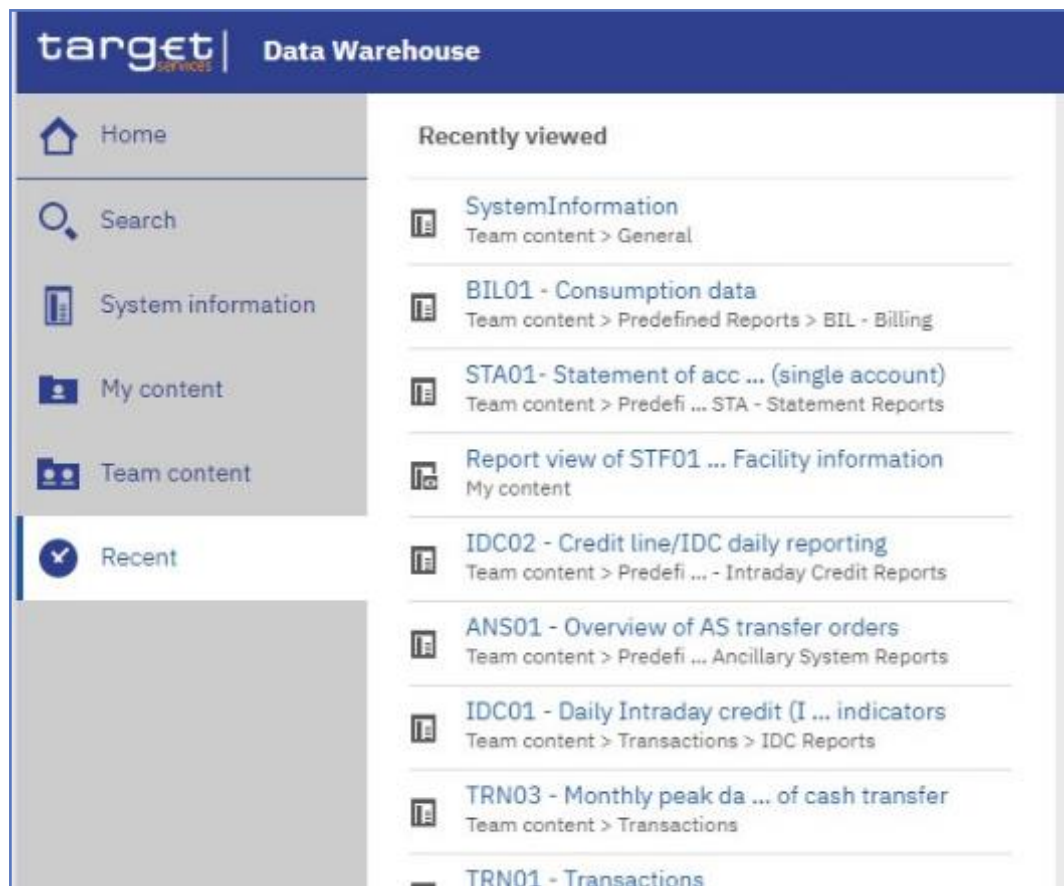 target
services
Data Warehouse
Home
Search
System information
My content
Team content
Recent
Recently viewed
SystemInformation
Team content > General
BIL01 - Consumption data
Team content > Predefined Reports > BIL - Billing
STA01- Statement of acc ... (single account)
Team content > Predefi ... STA - Statement Reports
Report view of STF01 ... Facility information
My content
IDC02 - Credit line/IDC daily reporting
Team content > Predefi ... - Intraday Credit Reports
ANS01 - Overview of AS transfer orders
Team content > Predefi ... Ancillary System Reports
IDC01 - Daily Intraday credit (I ... indicators
Team content > Transactions > IDC Reports
TRN03 - Monthly peak da ... of cash transfer
Team content > Transactions
TRN01 - Transactions